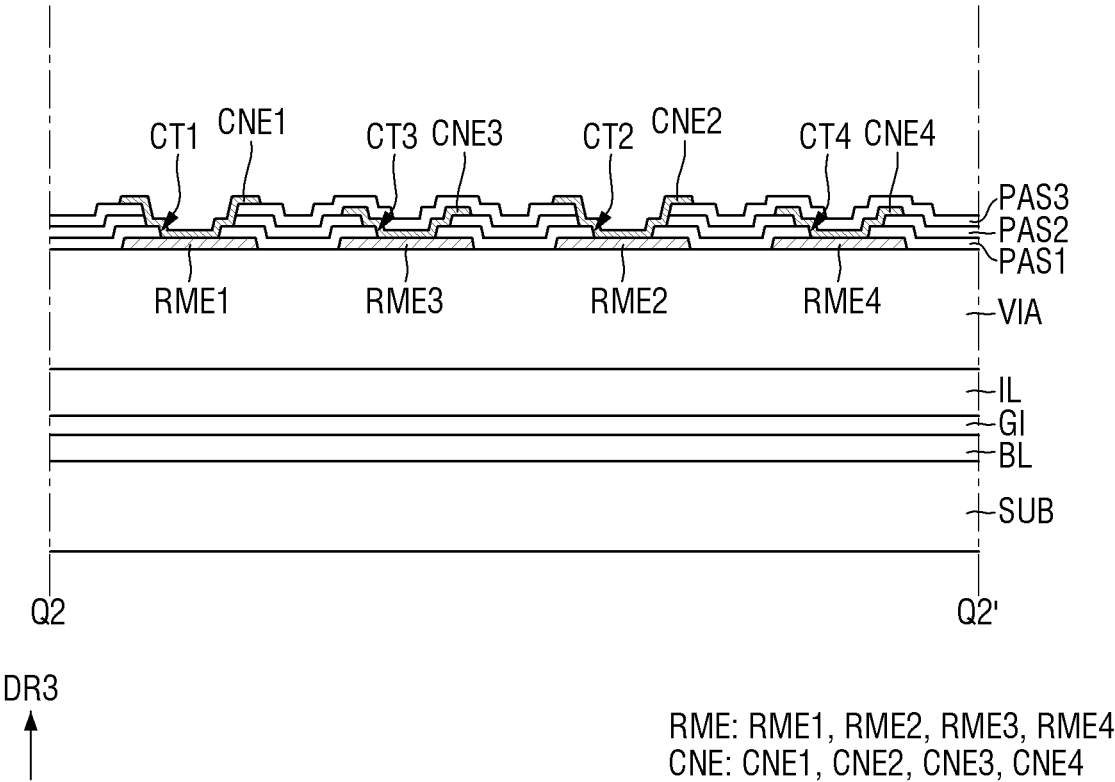 CT1 CNE1 CT3 CNE3 CT2 CNE2 CT4 CNE4
PAS3
PAS2
PAS1
RME1 RME3 RME2 RME4
VIA
IL
GI
BL
SUB
Q2 Q2'
DR3
RME: RME1, RME2, RME3, RME4
CNE: CNE1, CNE2, CNE3, CNE4